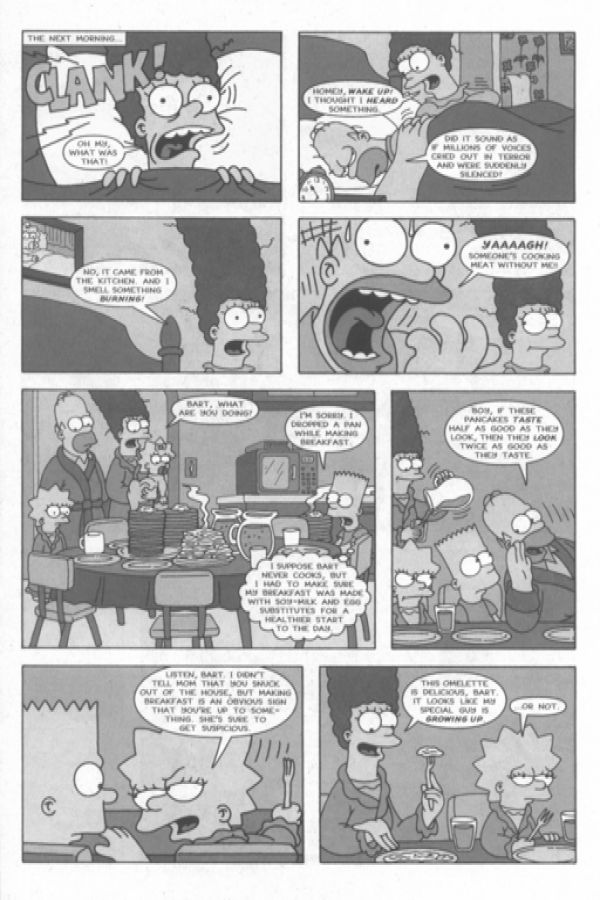 THE NEXT MORNING...
CLANK!
OH MY,
WHAT WAS
THAT!
HOMEY, WAKE UP!
I THOUGHT I HEARD
SOMETHING.
DID IT SOUND AS
IF MILLIONS OF VOICES
CRIED OUT IN TERROR
AND WERE SUDDENLY
SILENCED?
NO, IT CAME FROM
THE KITCHEN. AND I
SMELL SOMETHING
BURNING!
YAAAAGH!
SOMEONE'S COOKING
MEAT WITHOUT ME!!
BART, WHAT
ARE YOU DOING?
I'M SORRY. I
DROPPED A PAN
WHILE MAKING
BREAKFAST.
I SUPPOSE BART
NEVER COOKS, BUT
I HAD TO MAKE SURE
MY BREAKFAST WAS MADE
WITH SOY-MILK AND EGG
SUBSTITUTES FOR A
HEALTHIER START
TO THE DAY.
BOY, IF THESE
PANCAKES TASTE
HALF AS GOOD AS THEY
LOOK, THEN THEY LOOK
TWICE AS GOOD AS
THEY TASTE.
LISTEN, BART. I DIDN'T
TELL MOM THAT YOU SNUCK
OUT OF THE HOUSE, BUT MAKING
BREAKFAST IS AN OBVIOUS SIGN
THAT YOU'RE UP TO SOME-
THING. SHE'S SURE TO
GET SUSPICIOUS.
THIS OMELETTE
IS DELICIOUS, BART.
IT LOOKS LIKE MY
SPECIAL GUY IS
GROWING UP.
...OR NOT.